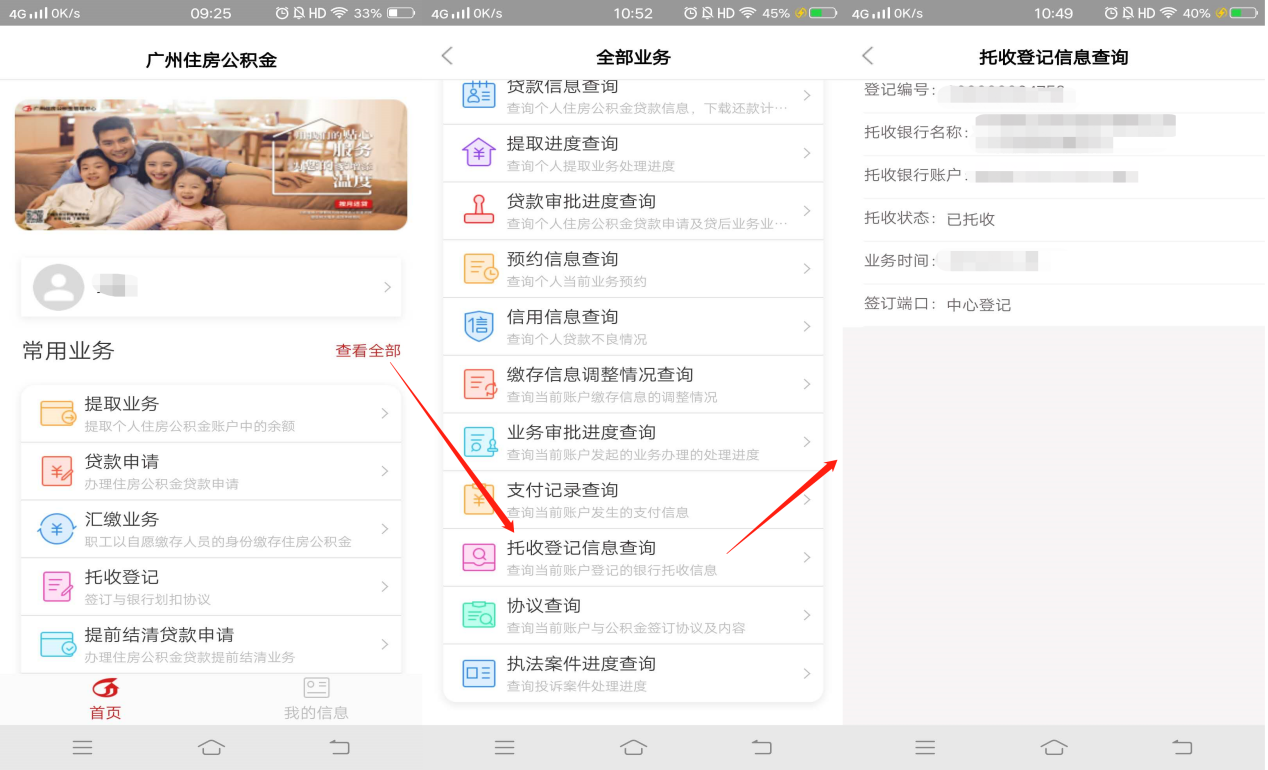 4G 0K/s 09:25 HD 33%
广州住房公积金
服务
温度
常用业务 查看全部
提取业务
提取个人住房公积金账户中的余额
贷款申请
办理住房公积金贷款申请
汇缴业务
职工以自愿缴存人员的身份缴存住房公积金
托收登记
签订与银行划扣协议
提前结清贷款申请
办理住房公积金贷款提前结清业务
首页 我的信息
4G 0K/s 10:52 HD 45%
全部业务
贷款信息查询
查询个人住房公积金贷款信息、下载还款计···
提取进度查询
查询个人提取业务处理进度
贷款审批进度查询
查询个人住房公积金贷款申请及贷后业务业···
预约信息查询
查询个人当前业务预约
信用信息查询
查询个人贷款不良情况
缴存信息调整情况查询
查询当前账户缴存信息的调整情况
业务审批进度查询
查询当前账户发起的业务办理的处理进度
支付记录查询
查询当前账户发生的支付信息
托收登记信息查询
查询当前账户登记的银行托收信息
协议查询
查询当前账户与公积金签订协议及内容
执法案件进度查询
查询投诉案件处理进度
4G 0K/s 10:49 HD 40%
托收登记信息查询
登记编号:
托收银行名称:
托收银行账户
托收状态: 已托收
业务时间:
签订端口: 中心登记